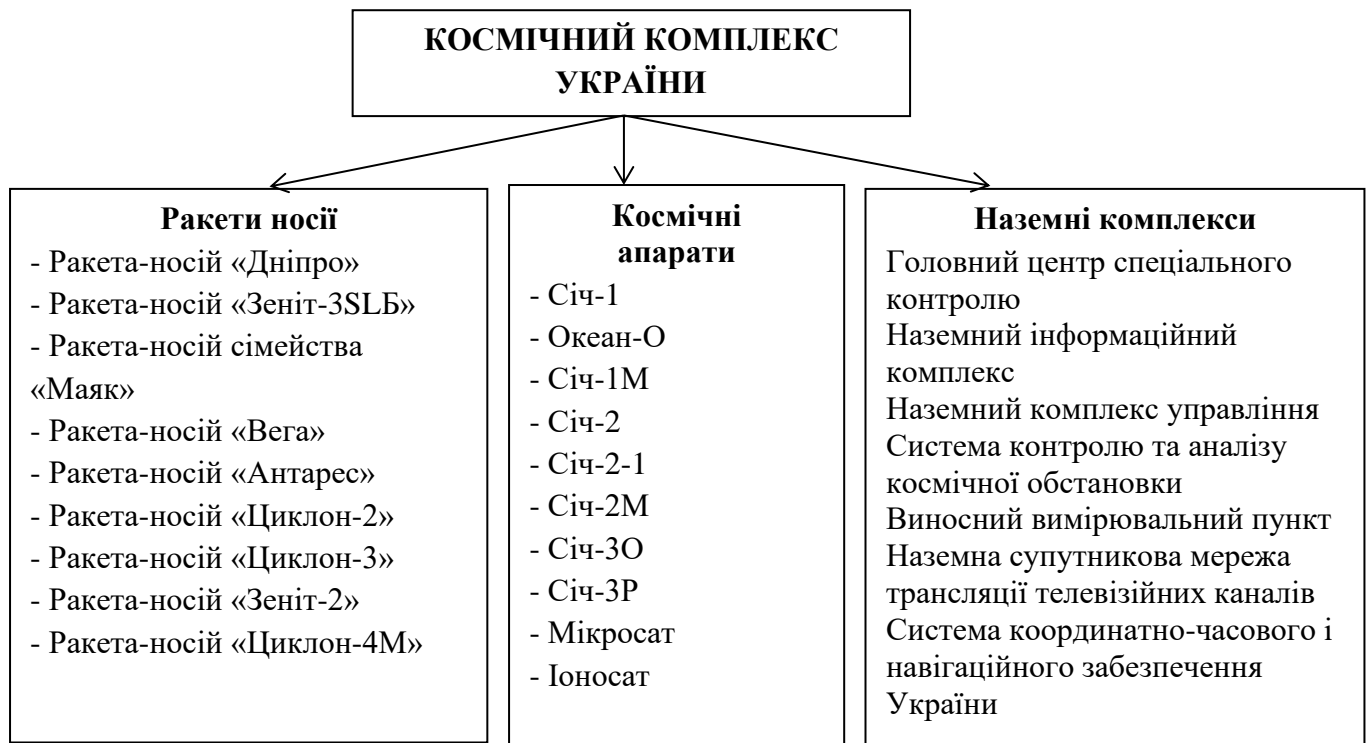 КОСМІЧНИЙ КОМПЛЕКС
УКРАЇНИ
Ракети носії
- Ракета-носій «Дніпро»
- Ракета-носій «Зеніт-3SLБ»
- Ракета-носій сімейства
«Маяк»
- Ракета-носій «Вега»
- Ракета-носій «Антарес»
- Ракета-носій «Циклон-2»
- Ракета-носій «Циклон-3»
- Ракета-носій «Зеніт-2»
- Ракета-носій «Циклон-4М»
Космічні
апарати
- Січ-1
- Океан-О
- Січ-1М
- Січ-2
- Січ-2-1
- Січ-2М
- Січ-3О
- Січ-3Р
- Мікросат
- Іоносат
Наземні комплекси
Головний центр спеціального
контролю
Наземний інформаційний
комплекс
Наземний комплекс управління
Система контролю та аналізу
космічної обстановки
Виносний вимірювальний пункт
Наземна супутникова мережа
трансляції телевізійних каналів
Система координатно-часового і
навігаційного забезпечення
України